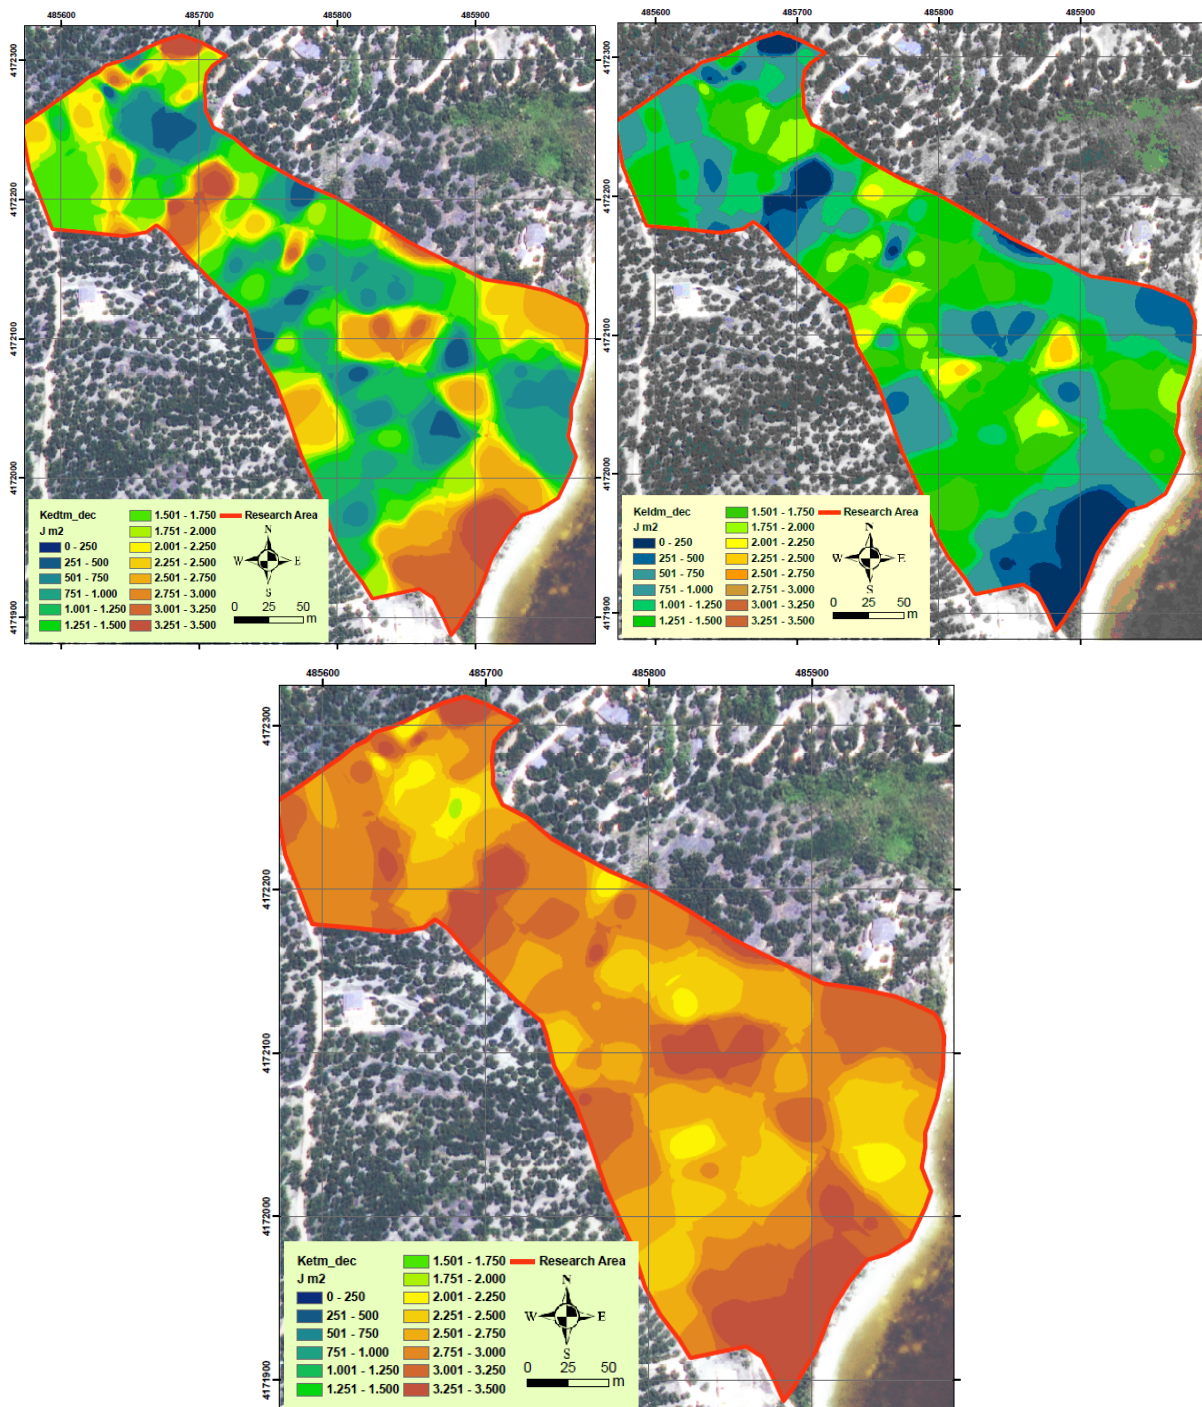 485600 485700 485800 485900
4172300
4172200
4172100
4172000
4171900
Kedtm_dec
J m2
0 - 250
251 - 500
501 - 750
751 - 1.000
1.001 - 1.250
1.251 - 1.500
1.501 - 1.750
1.751 - 2.000
2.001 - 2.250
2.251 - 2.500
2.501 - 2.750
2.751 - 3.000
3.001 - 3.250
3.251 - 3.500
Research Area
N
W E
S
0 25 50
m
485600 485700 485800 485900
4172300
4172200
4172100
4172000
4171900
Keldm_dec
J m2
0 - 250
251 - 500
501 - 750
751 - 1.000
1.001 - 1.250
1.251 - 1.500
1.501 - 1.750
1.751 - 2.000
2.001 - 2.250
2.251 - 2.500
2.501 - 2.750
2.751 - 3.000
3.001 - 3.250
3.251 - 3.500
Research Area
N
W E
S
0 25 50
m
485600 485700 485800 485900
4172300
4172200
4172100
4172000
4171900
Ketm_dec
J m2
0 - 250
251 - 500
501 - 750
751 - 1.000
1.001 - 1.250
1.251 - 1.500
1.501 - 1.750
1.751 - 2.000
2.001 - 2.250
2.251 - 2.500
2.501 - 2.750
2.751 - 3.000
3.001 - 3.250
3.251 - 3.500
Research Area
N
W E
S
0 25 50
m